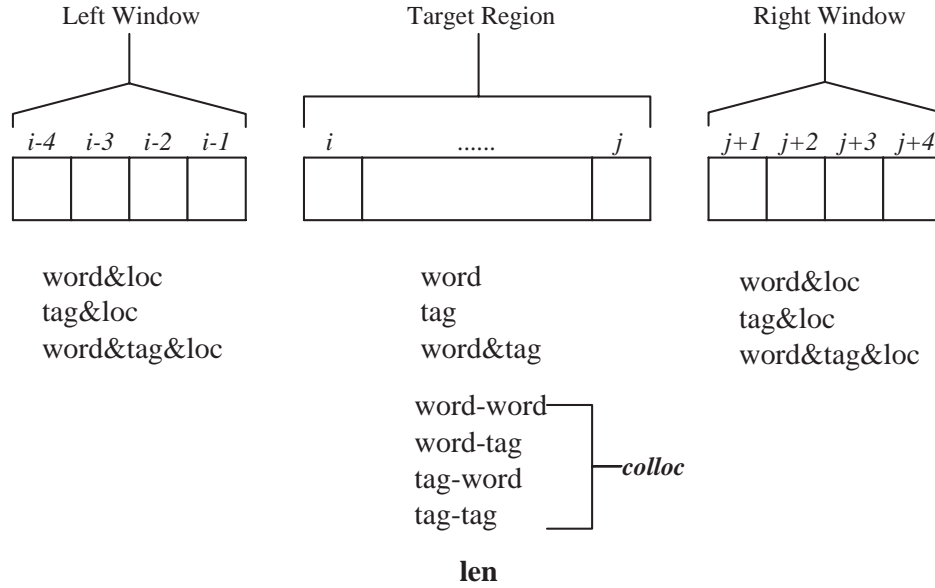 Left Window
Target Region
Right Window
i-4 i-3 i-2 i-1
i ...... j
j+1 j+2 j+3 j+4
word&loc
tag&loc
word&tag&loc
word
tag
word&tag
word-word
word-tag
tag-word
tag-tag
colloc
len
word&loc
tag&loc
word&tag&loc